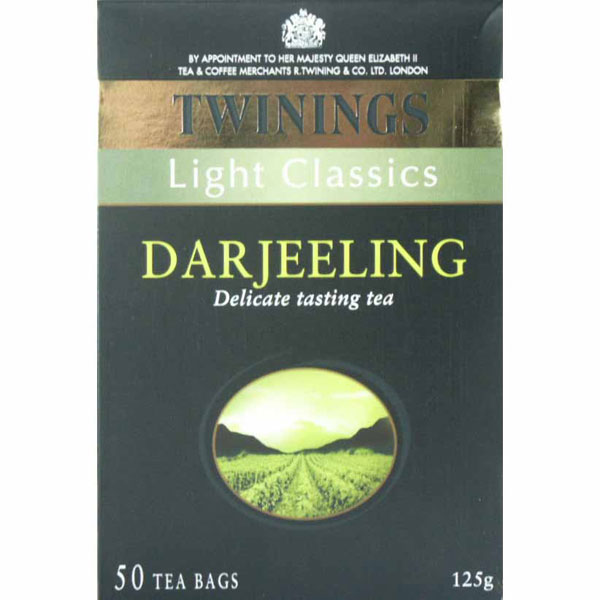 BY APPOINTMENT TO HER MAJESTY QUEEN ELIZABETH II
TEA & COFFEE MERCHANTS R.TWINING & CO. LTD. LONDON
TWININGS
Light Classics
DARJEELING
Delicate tasting tea
50 TEA BAGS
125g